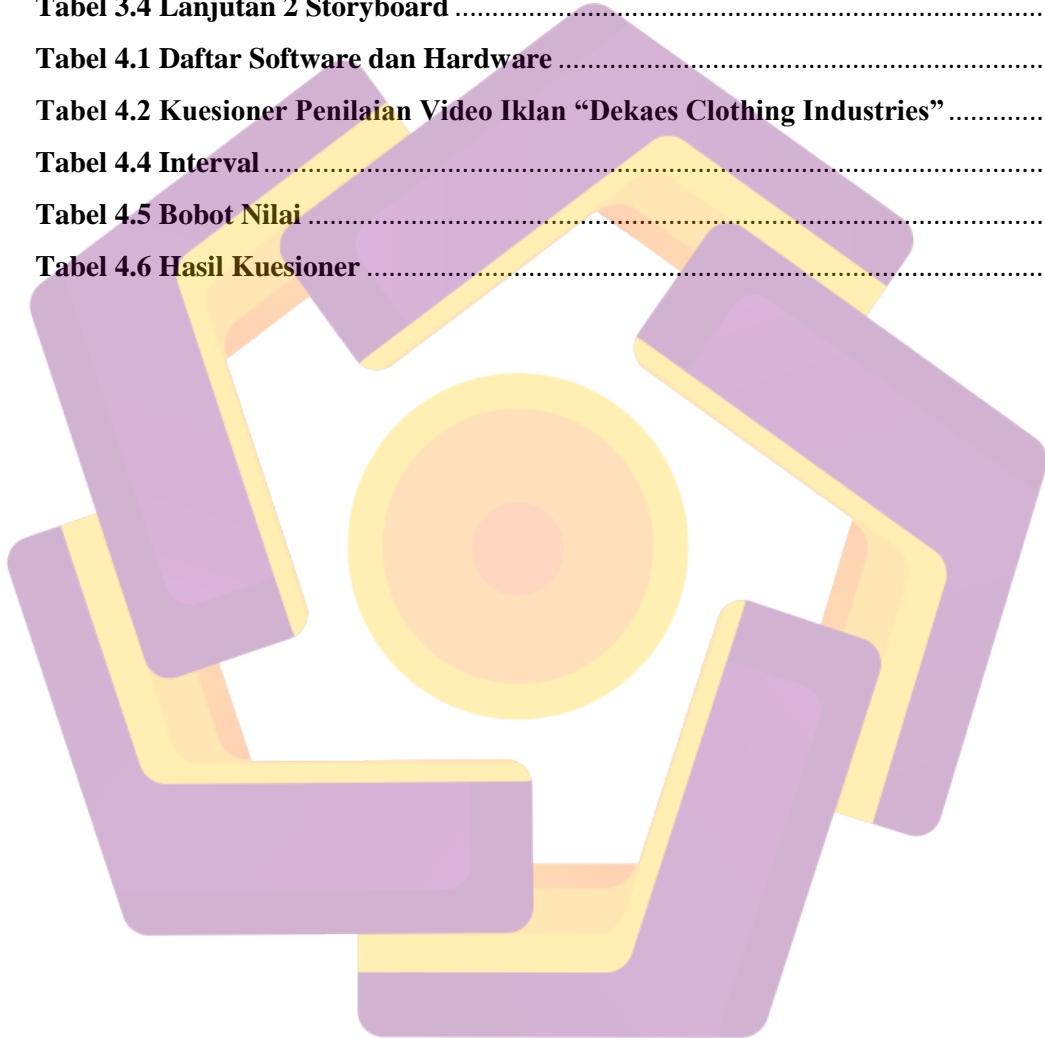 Tabel 3.4 Lanjutan 2 Storyboard ........................................................................
Tabel 4.1 Daftar Software dan Hardware ...........................................................
Tabel 4.2 Kuesioner Penilaian Video Iklan “Dekaes Clothing Industries” ..............
Tabel 4.4 Interval ..............................................................................................
Tabel 4.5 Bobot Nilai .........................................................................................
Tabel 4.6 Hasil Kuesioner ..................................................................................